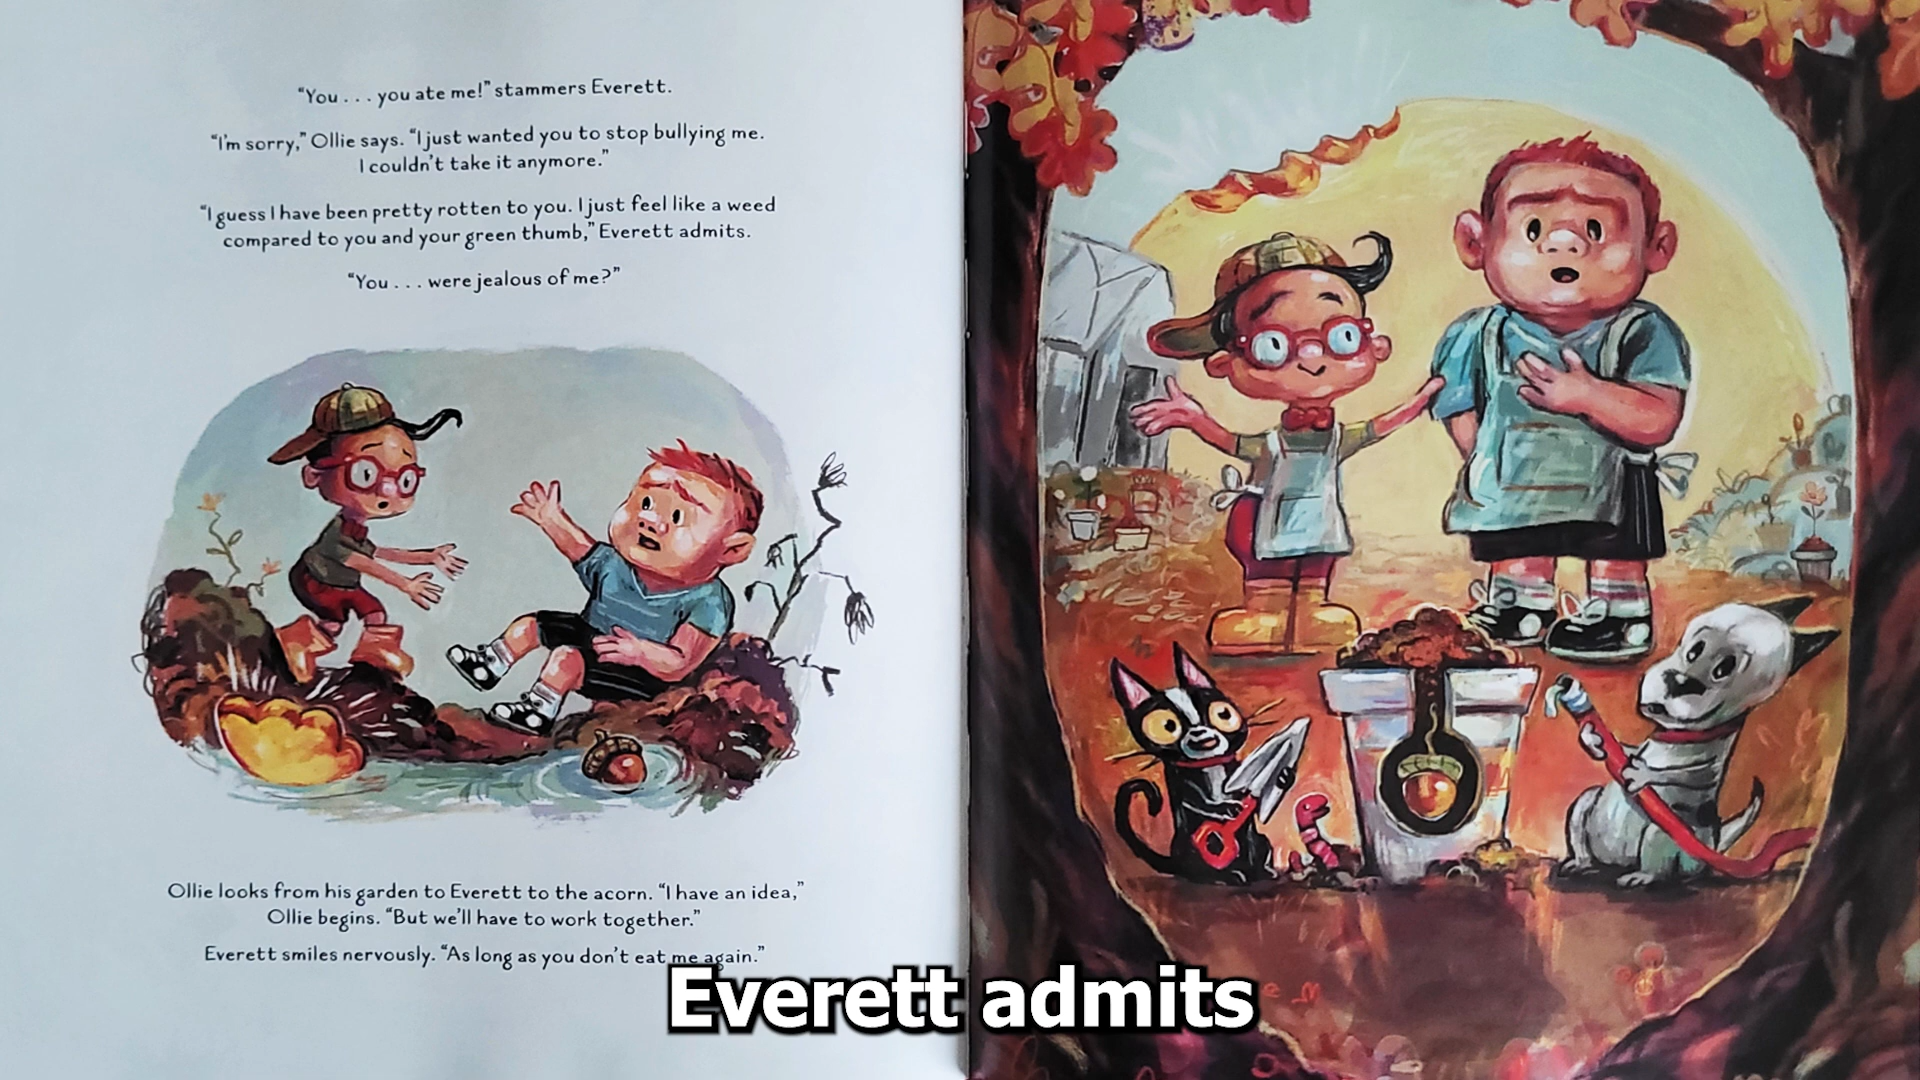 “You . . . you ate me!” stammers Everett.
“I’m sorry,” Ollie says. “I just wanted you to stop bullying me.
I couldn’t take it anymore.”
“I guess I have been pretty rotten to you. I just feel like a weed
compared to you and your green thumb,” Everett admits.
“You . . . were jealous of me?”
Ollie looks from his garden to Everett to the acorn. “I have an idea,”
Ollie begins. “But we’ll have to work together.”
Everett smiles nervously. “As long as you don’t eat me again.”
Everett admits